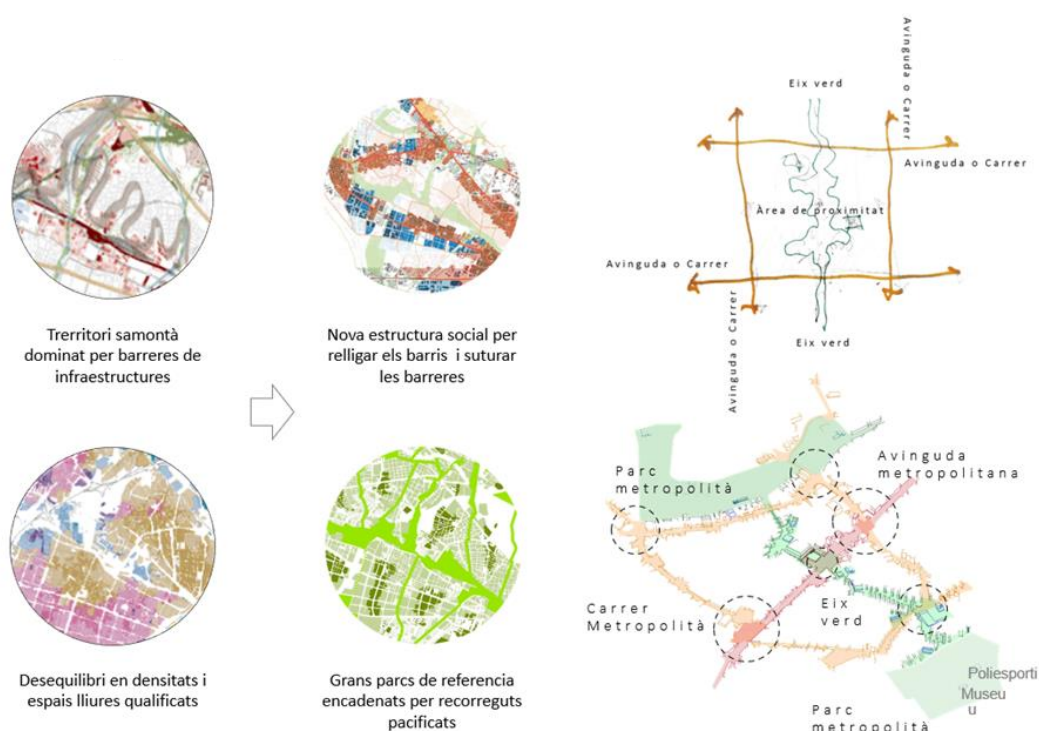 Trerritori samontà
dominat per barreres de
infraestructures
Nova estructura social per
relligar els barris i suturar
les barreres
Desequilibri en densitats i
espais lliures qualificats
Grans parcs de referencia
encadenats per recorreguts
pacificats
Eix verd
Avinguda o Carrer
Avinguda o Carrer
Àrea de proximitat
Avinguda o Carrer
Avinguda o Carrer
Eix verd
Parc
metropolità
Avinguda
metropolitana
Carrer
Metropolità
Eix
verd
Poliesporti
Museu
u
Parc
metropolità